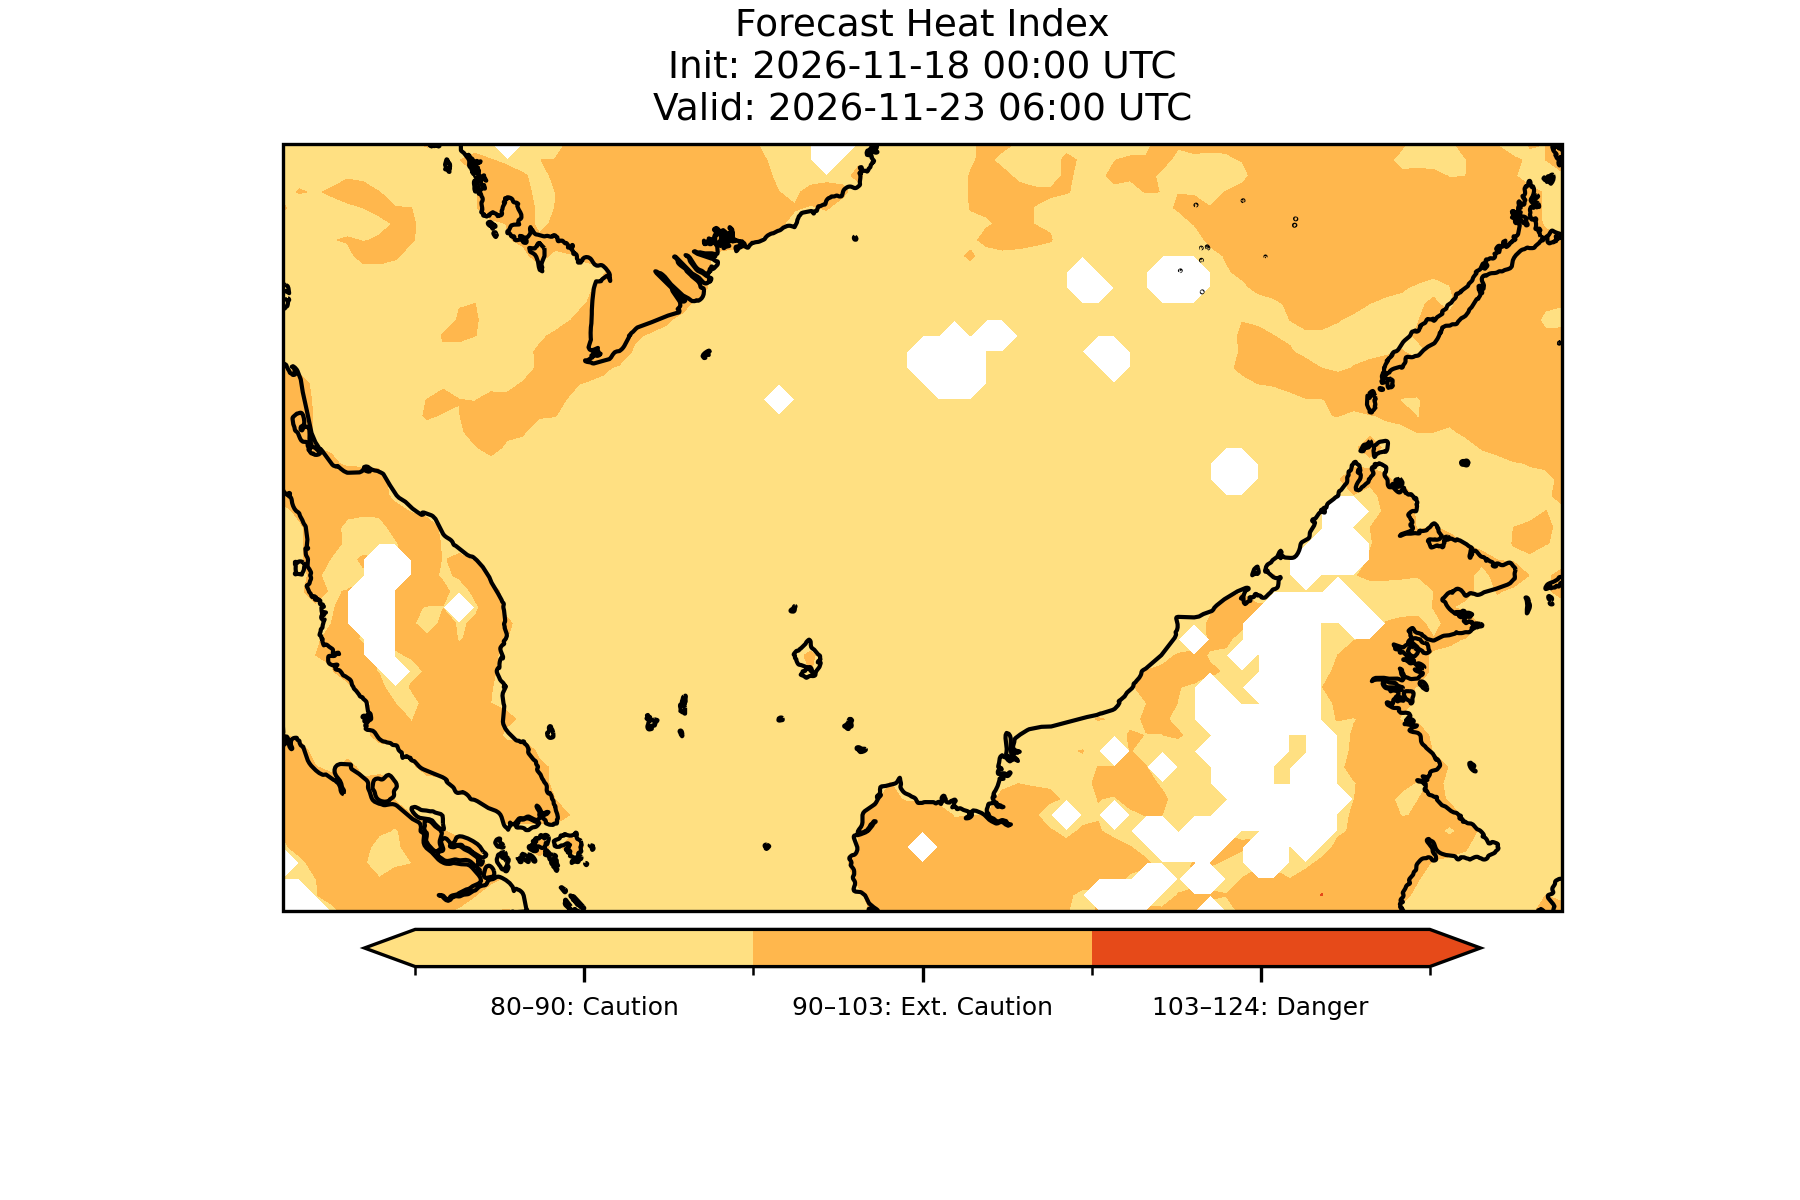 Forecast Heat Index
Init: 2026-11-18 00:00 UTC
Valid: 2026-11-23 06:00 UTC
80–90: Caution
90–103: Ext. Caution
103–124: Danger